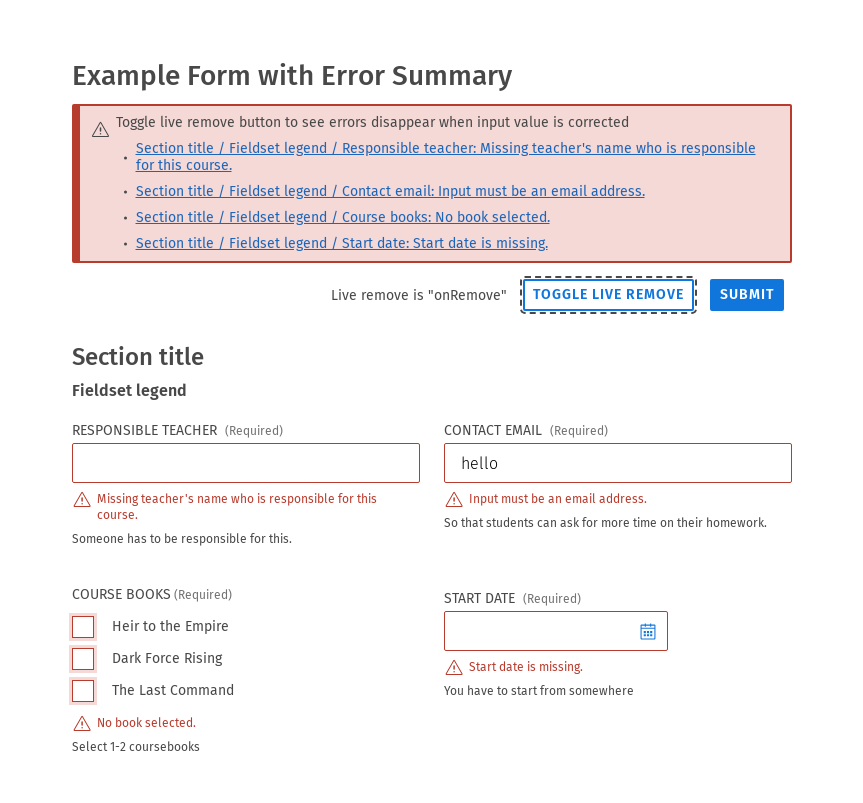 Example Form with Error Summary
Toggle live remove button to see errors disappear when input value is corrected
• Section title / Fieldset legend / Responsible teacher: Missing teacher's name who is responsible
for this course.
• Section title / Fieldset legend / Contact email: Input must be an email address.
• Section title / Fieldset legend / Course books: No book selected.
• Section title / Fieldset legend / Start date: Start date is missing.
Live remove is "onRemove" TOGGLE LIVE REMOVE SUBMIT
Section title
Fieldset legend
RESPONSIBLE TEACHER (Required)
Missing teacher's name who is responsible for this
course.
Someone has to be responsible for this.
CONTACT EMAIL (Required)
hello
Input must be an email address.
So that students can ask for more time on their homework.
COURSE BOOKS (Required)
Heir to the Empire
Dark Force Rising
The Last Command
No book selected.
Select 1-2 coursebooks
START DATE (Required)
Start date is missing.
You have to start from somewhere